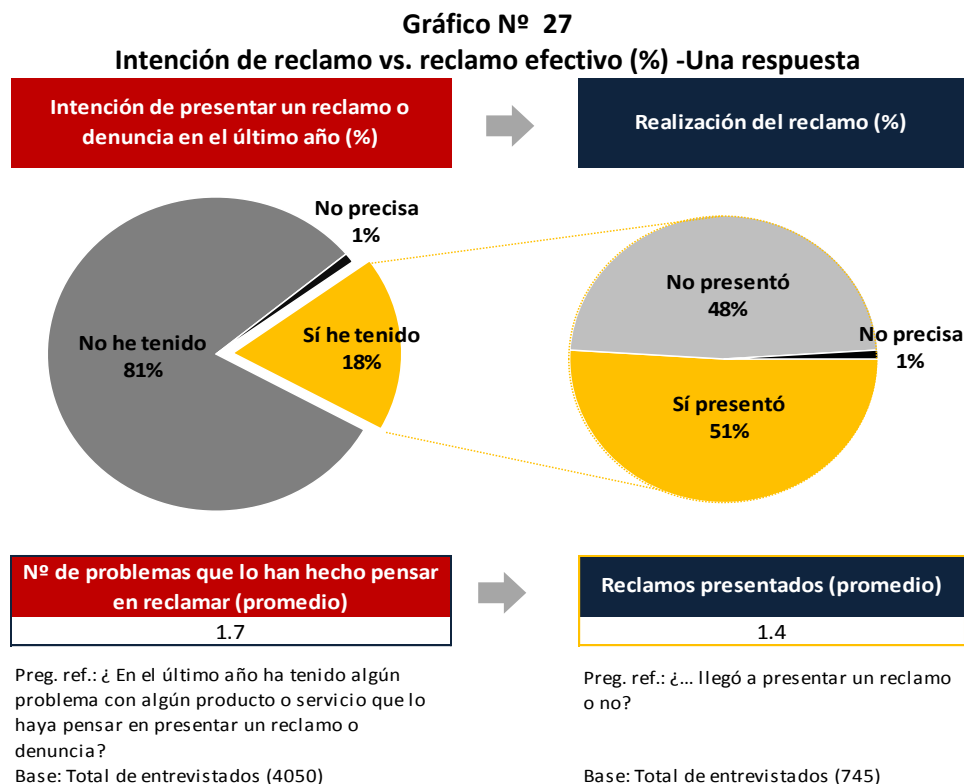 Gráfico Nº 27
Intención de reclamo vs. reclamo efectivo (%) -Una respuesta
Intención de presentar un reclamo o
denuncia en el último año (%)
Realización del reclamo (%)
No precisa
1%
No he tenido
81%
Sí he tenido
18%
No presentó
48%
No precisa
1%
Sí presentó
51%
Nº de problemas que lo han hecho pensar
en reclamar (promedio)
1.7
Reclamos presentados (promedio)
1.4
Preg. ref.: ¿ En el último año ha tenido algún
problema con algún producto o servicio que lo
haya pensar en presentar un reclamo o
denuncia?
Base: Total de entrevistados (4050)
Preg. ref.: ¿... llegó a presentar un reclamo
o no?
Base: Total de entrevistados (745)